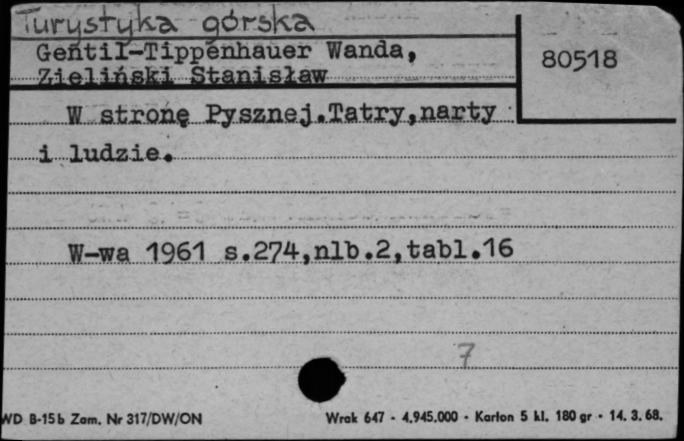 Turystyka górska
Gentil-Tippenhauer Wanda,
Zieliński Stanisław
80518
W stronę Pysznej.Tatry,narty
i ludzie.
W-wa 1961 s.274,nlb.2,tabl.16
7
WD B-15b Zam. Nr 317/DW/ON
Wrak 647 - 4.945.000 - Karton 5 kl. 180 gr - 14. 3. 68.